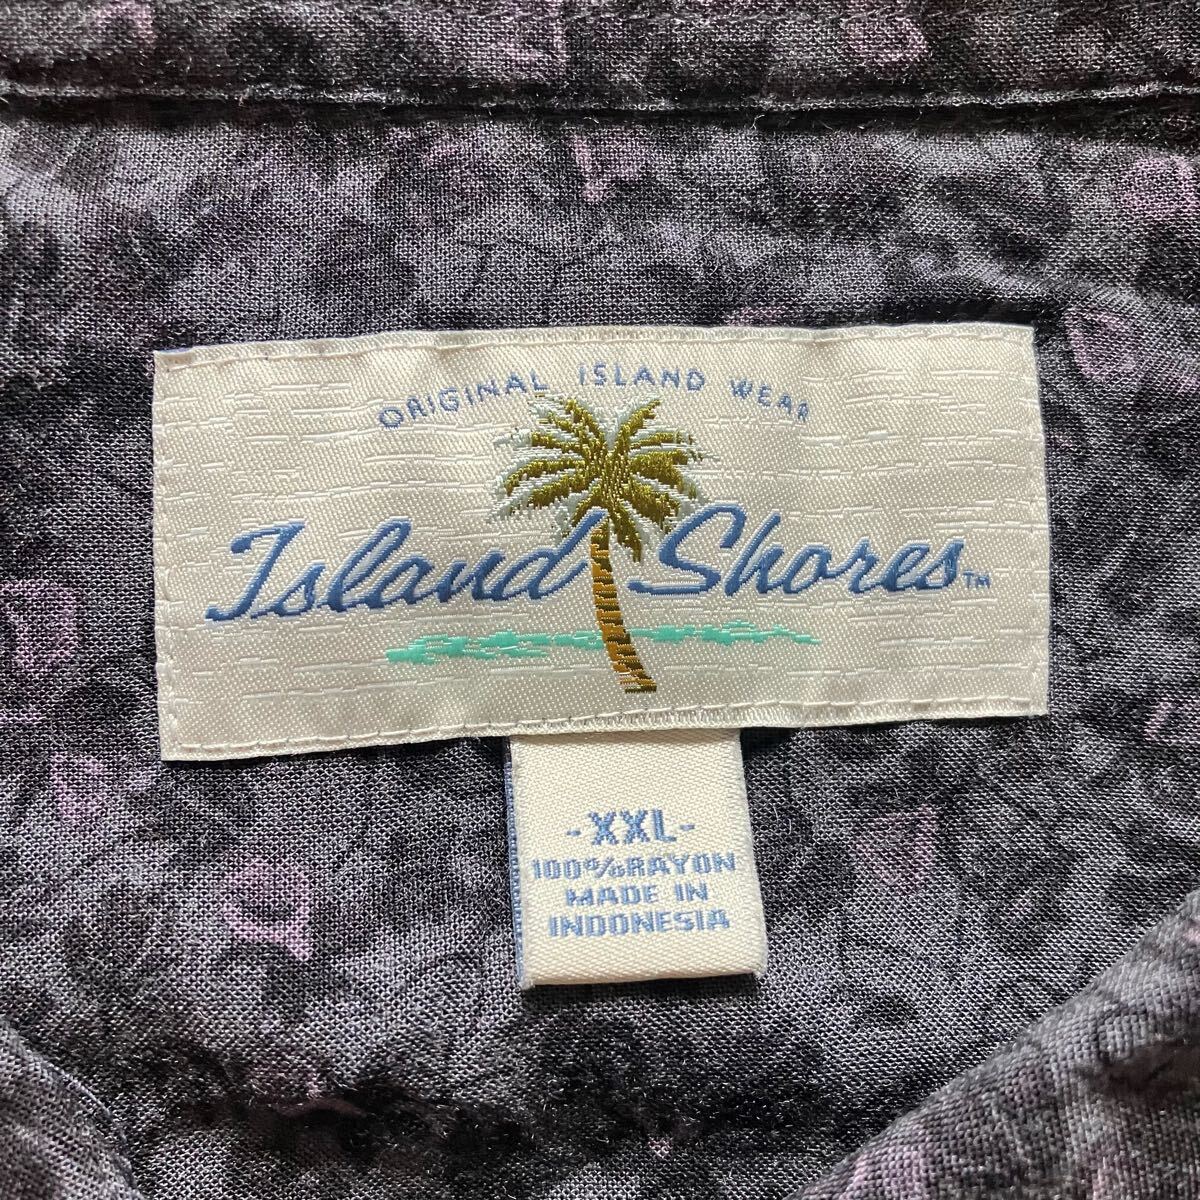 ORIGINAL ISLAND WEAR
Island Shores™
-XXL-
100%RAYON
MADE IN
INDONESIA